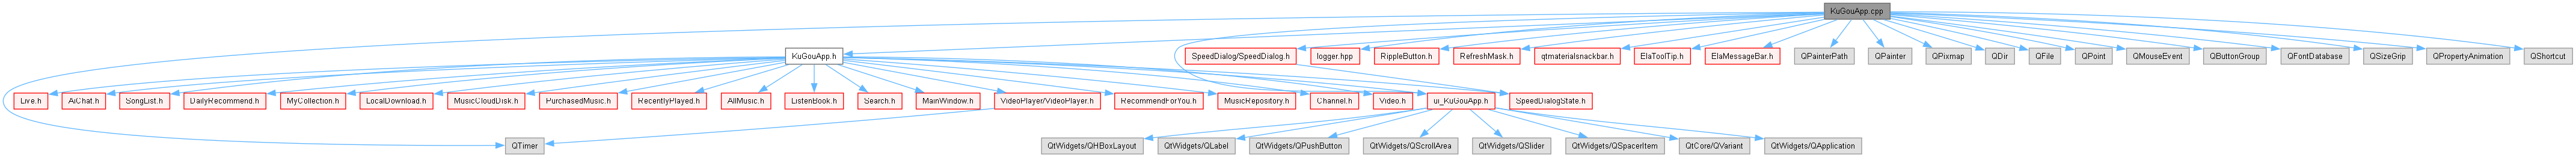 KuGouApp.cpp
KuGouApp.h
SpeedDialog/SpeedDialog.h
logger.hpp
RippleButton.h
RefreshMask.h
qtmaterialsnackbar.h
ElaToolTip.h
ElaMessageBar.h
QPainterPath
QPainter
QPixmap
QDir
QFile
QPoint
QMouseEvent
QButtonGroup
QFontDatabase
QSizeGrip
QPropertyAnimation
QShortcut
Live.h
AiChat.h
SongList.h
DailyRecommend.h
MyCollection.h
LocalDownload.h
MusicCloudDisk.h
PurchasedMusic.h
RecentlyPlayed.h
AllMusic.h
ListenBook.h
Search.h
MainWindow.h
VideoPlayer/VideoPlayer.h
RecommendForYou.h
MusicRepository.h
Channel.h
Video.h
ui_KuGouApp.h
SpeedDialogState.h
QTimer
QtWidgets/QHBoxLayout
QtWidgets/QLabel
QtWidgets/QPushButton
QtWidgets/QScrollArea
QtWidgets/QSlider
QtWidgets/QSpacerItem
QtCore/QVariant
QtWidgets/QApplication